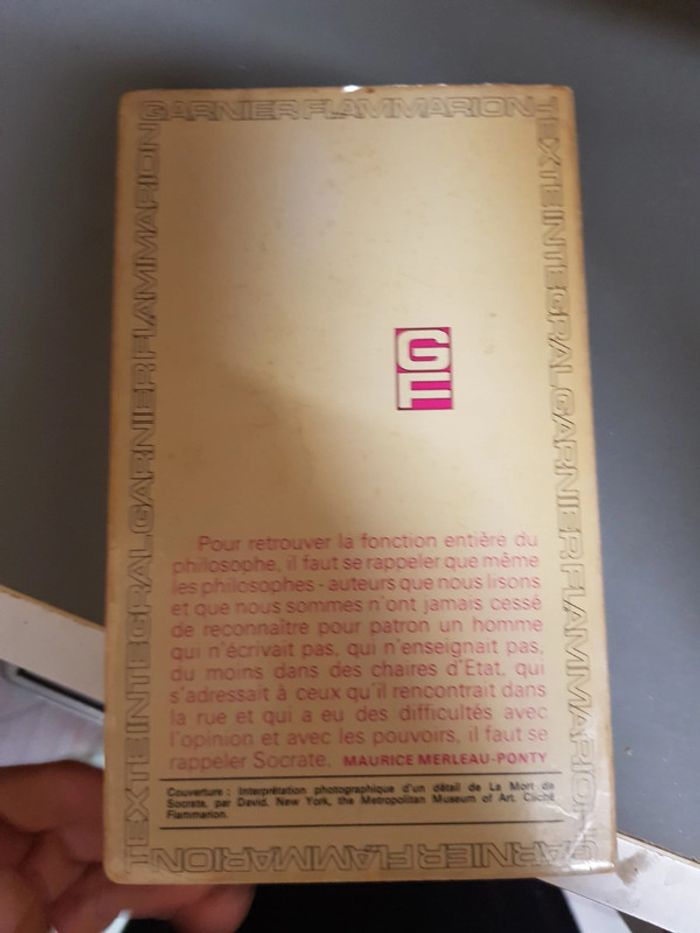 GARNIER FLAMMARION
TEXTE INTEGRAL GARNIER FLAMMARION
TEXTE INTEGRAL GARNIER FLAMMARION
GF
Pour retrouver la fonction entière du
philosophe, il faut se rappeler que même
les philosophes - auteurs que nous lisons
et que nous sommes n'ont jamais cessé
de reconnaître pour patron un homme
qui n'écrivait pas, qui n'enseignait pas,
du moins dans des chaires d'Etat, qui
s'adressait à ceux qu'il rencontrait dans
la rue et qui a eu des difficultés avec
l'opinion et avec les pouvoirs, il faut se
rappeler Socrate. MAURICE MERLEAU-PONTY
Couverture : Interprétation photographique d'un détail de La Mort de
Socrate, par David. New York, the Metropolitan Museum of Art. Cliché
Flammarion.
GARNIER FLAMMARION